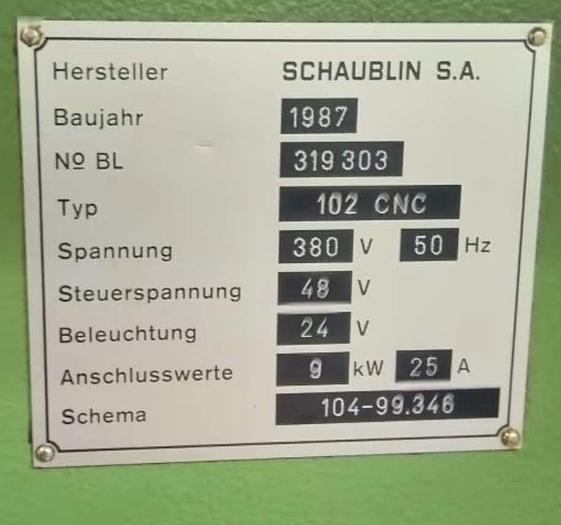 Hersteller SCHAUBLIN S.A.
Baujahr 1987
Nº BL 319 303
Typ 102 CNC
Spannung 380 V 50 Hz
Steuerspannung 48 V
Beleuchtung 24 V
Anschlusswerte 9 kW 25 A
Schema 104-99.346